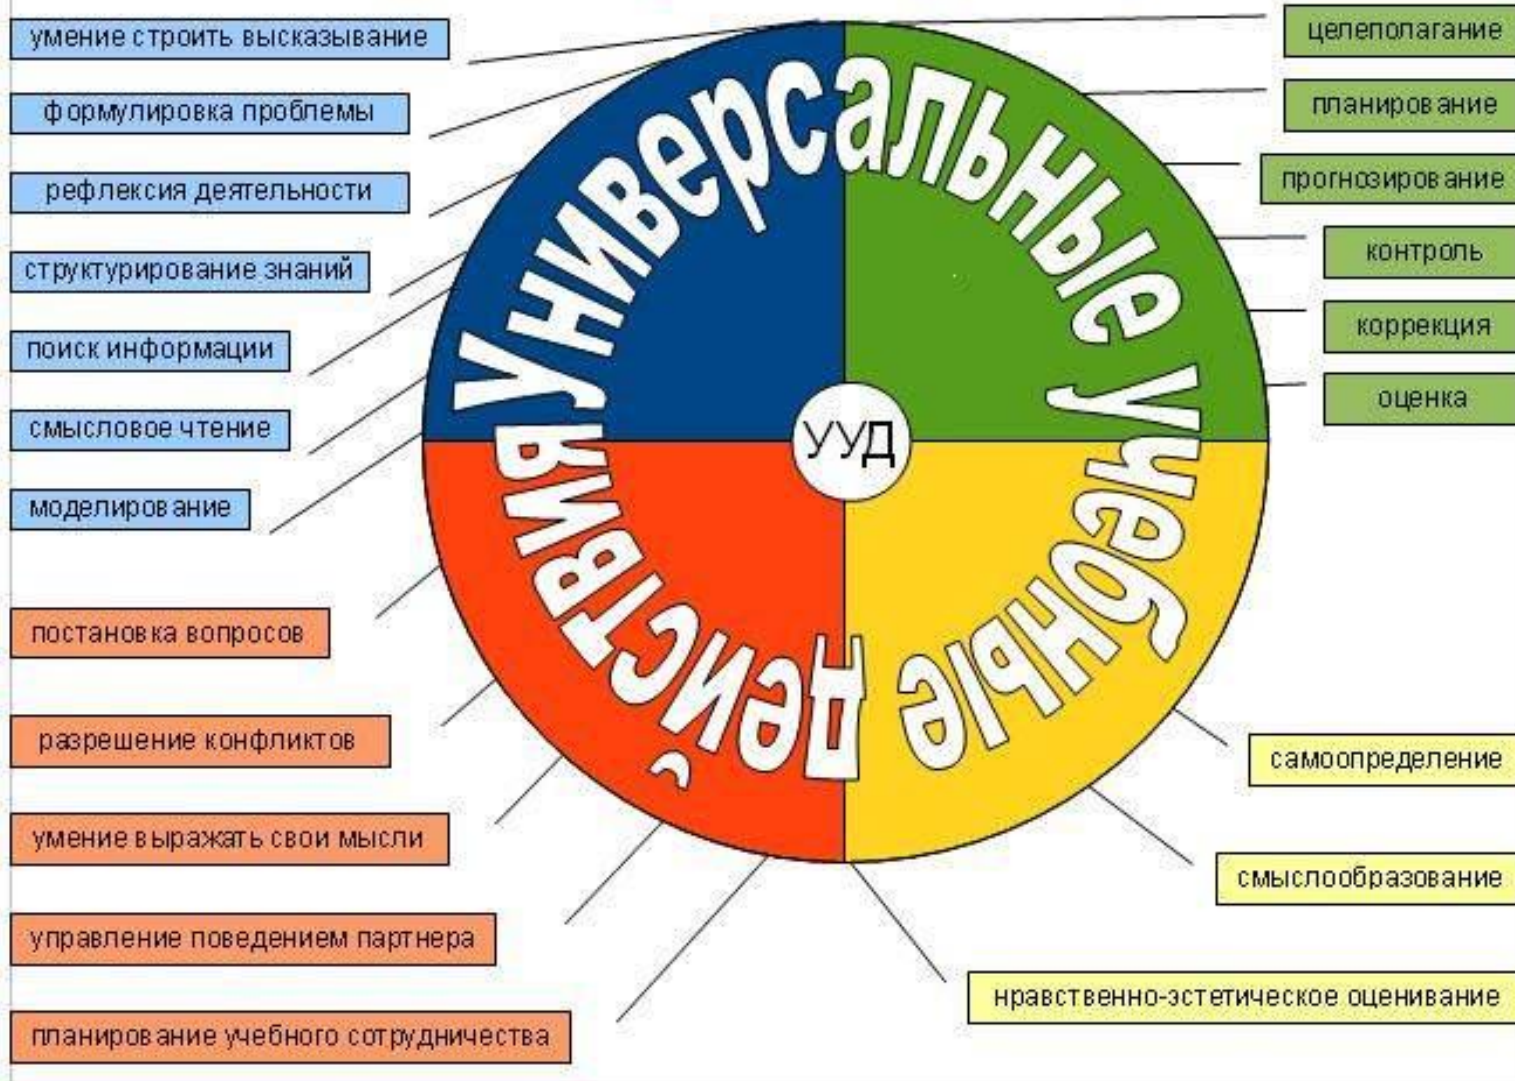 умение строить высказывание
формулировка проблемы
рефлексия деятельности
структурирование знаний
поиск информации
смысловое чтение
моделирование
постановка вопросов
разрешение конфликтов
умение выражать свои мысли
управление поведением партнера
планирование учебного сотрудничества
Универсальные учебные действия
УУД
целеполагание
планирование
прогнозирование
контроль
коррекция
оценка
самоопределение
смыслообразование
нравственно-эстетическое оценивание